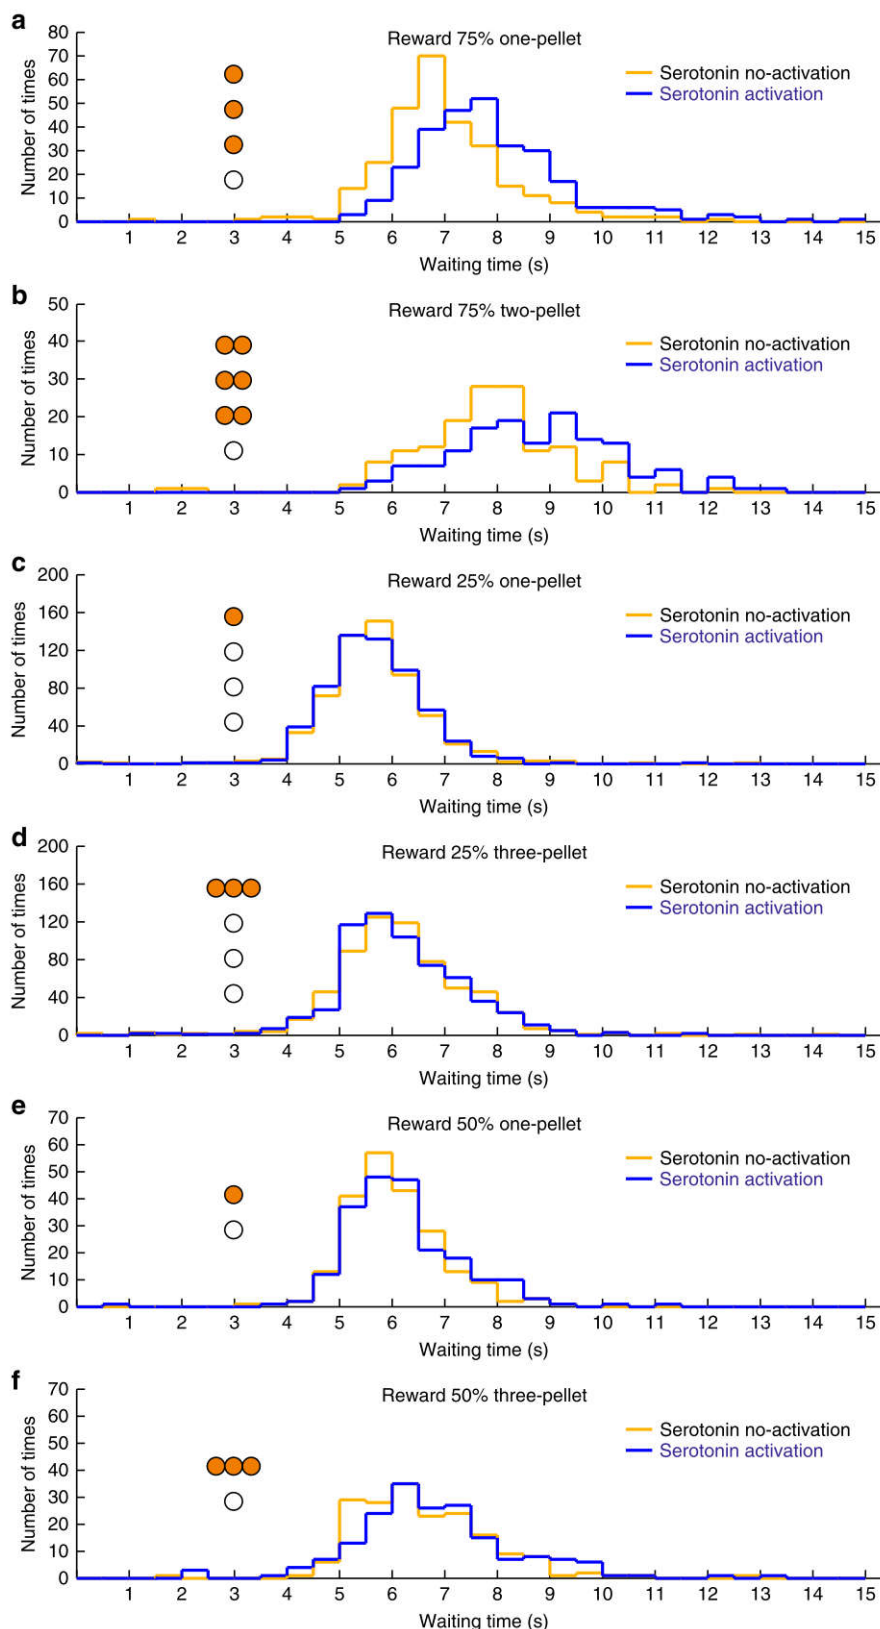 a
Reward 75% one-pellet
Serotonin no-activation
Serotonin activation
Number of times
80
70
60
50
40
30
20
10
0
1 2 3 4 5 6 7 8 9 10 11 12 13 14 15
Waiting time (s)
b
Reward 75% two-pellet
Serotonin no-activation
Serotonin activation
Number of times
50
40
30
20
10
0
1 2 3 4 5 6 7 8 9 10 11 12 13 14 15
Waiting time (s)
c
Reward 25% one-pellet
Serotonin no-activation
Serotonin activation
Number of times
200
160
120
80
40
0
1 2 3 4 5 6 7 8 9 10 11 12 13 14 15
Waiting time (s)
d
Reward 25% three-pellet
Serotonin no-activation
Serotonin activation
Number of times
200
160
120
80
40
0
1 2 3 4 5 6 7 8 9 10 11 12 13 14 15
Waiting time (s)
e
Reward 50% one-pellet
Serotonin no-activation
Serotonin activation
Number of times
70
60
50
40
30
20
10
0
1 2 3 4 5 6 7 8 9 10 11 12 13 14 15
Waiting time (s)
f
Reward 50% three-pellet
Serotonin no-activation
Serotonin activation
Number of times
70
60
50
40
30
20
10
0
1 2 3 4 5 6 7 8 9 10 11 12 13 14 15
Waiting time (s)